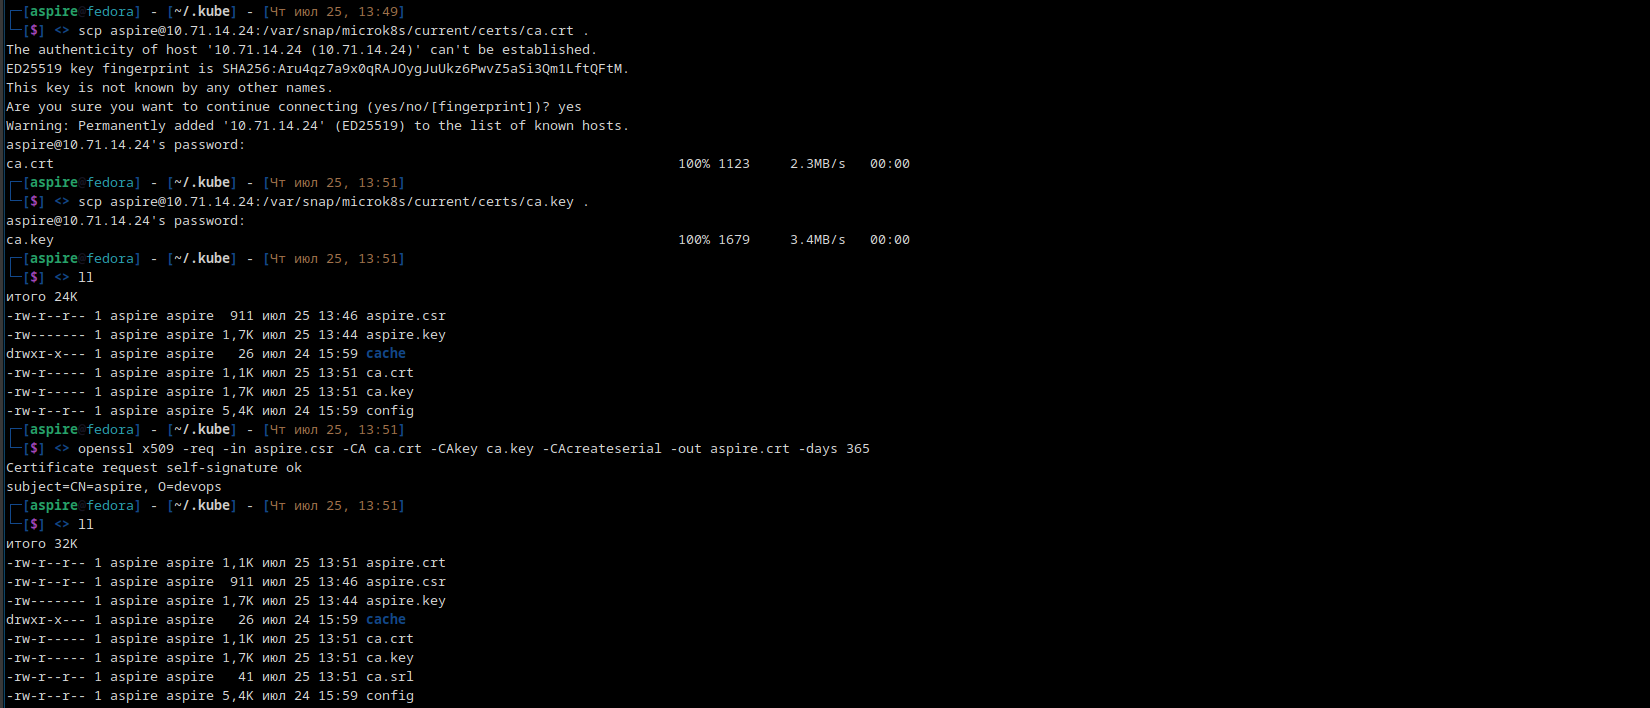 [aspire@fedora] - [~/.kube] - [Чт июл 25, 13:49]
[$] <> scp aspire@10.71.14.24:/var/snap/microk8s/current/certs/ca.crt .
The authenticity of host '10.71.14.24 (10.71.14.24)' can't be established.
ED25519 key fingerprint is SHA256:Aru4qz7a9x0qRAJOygJuUkz6PwvZ5aSi3Qm1LftQFtM.
This key is not known by any other names.
Are you sure you want to continue connecting (yes/no/[fingerprint])? yes
Warning: Permanently added '10.71.14.24' (ED25519) to the list of known hosts.
aspire@10.71.14.24's password:
ca.crt 100% 1123 2.3MB/s 00:00
[aspire@fedora] - [~/.kube] - [Чт июл 25, 13:51]
[$] <> scp aspire@10.71.14.24:/var/snap/microk8s/current/certs/ca.key .
aspire@10.71.14.24's password:
ca.key 100% 1679 3.4MB/s 00:00
[aspire@fedora] - [~/.kube] - [Чт июл 25, 13:51]
[$] <> ll
итого 24K
-rw-r--r-- 1 aspire aspire 911 июл 25 13:46 aspire.csr
-rw------- 1 aspire aspire 1,7K июл 25 13:44 aspire.key
drwxr-x--- 1 aspire aspire 26 июл 24 15:59 cache
-rw-r----- 1 aspire aspire 1,1K июл 25 13:51 ca.crt
-rw-r----- 1 aspire aspire 1,7K июл 25 13:51 ca.key
-rw-r--r-- 1 aspire aspire 5,4K июл 24 15:59 config
[aspire@fedora] - [~/.kube] - [Чт июл 25, 13:51]
[$] <> openssl x509 -req -in aspire.csr -CA ca.crt -CAkey ca.key -CAcreateserial -out aspire.crt -days 365
Certificate request self-signature ok
subject=CN=aspire, O=devops
[aspire@fedora] - [~/.kube] - [Чт июл 25, 13:51]
[$] <> ll
итого 32K
-rw-r--r-- 1 aspire aspire 1,1K июл 25 13:51 aspire.crt
-rw-r--r-- 1 aspire aspire 911 июл 25 13:46 aspire.csr
-rw------- 1 aspire aspire 1,7K июл 25 13:44 aspire.key
drwxr-x--- 1 aspire aspire 26 июл 24 15:59 cache
-rw-r----- 1 aspire aspire 1,1K июл 25 13:51 ca.crt
-rw-r----- 1 aspire aspire 1,7K июл 25 13:51 ca.key
-rw-r--r-- 1 aspire aspire 41 июл 25 13:51 ca.srl
-rw-r--r-- 1 aspire aspire 5,4K июл 24 15:59 config